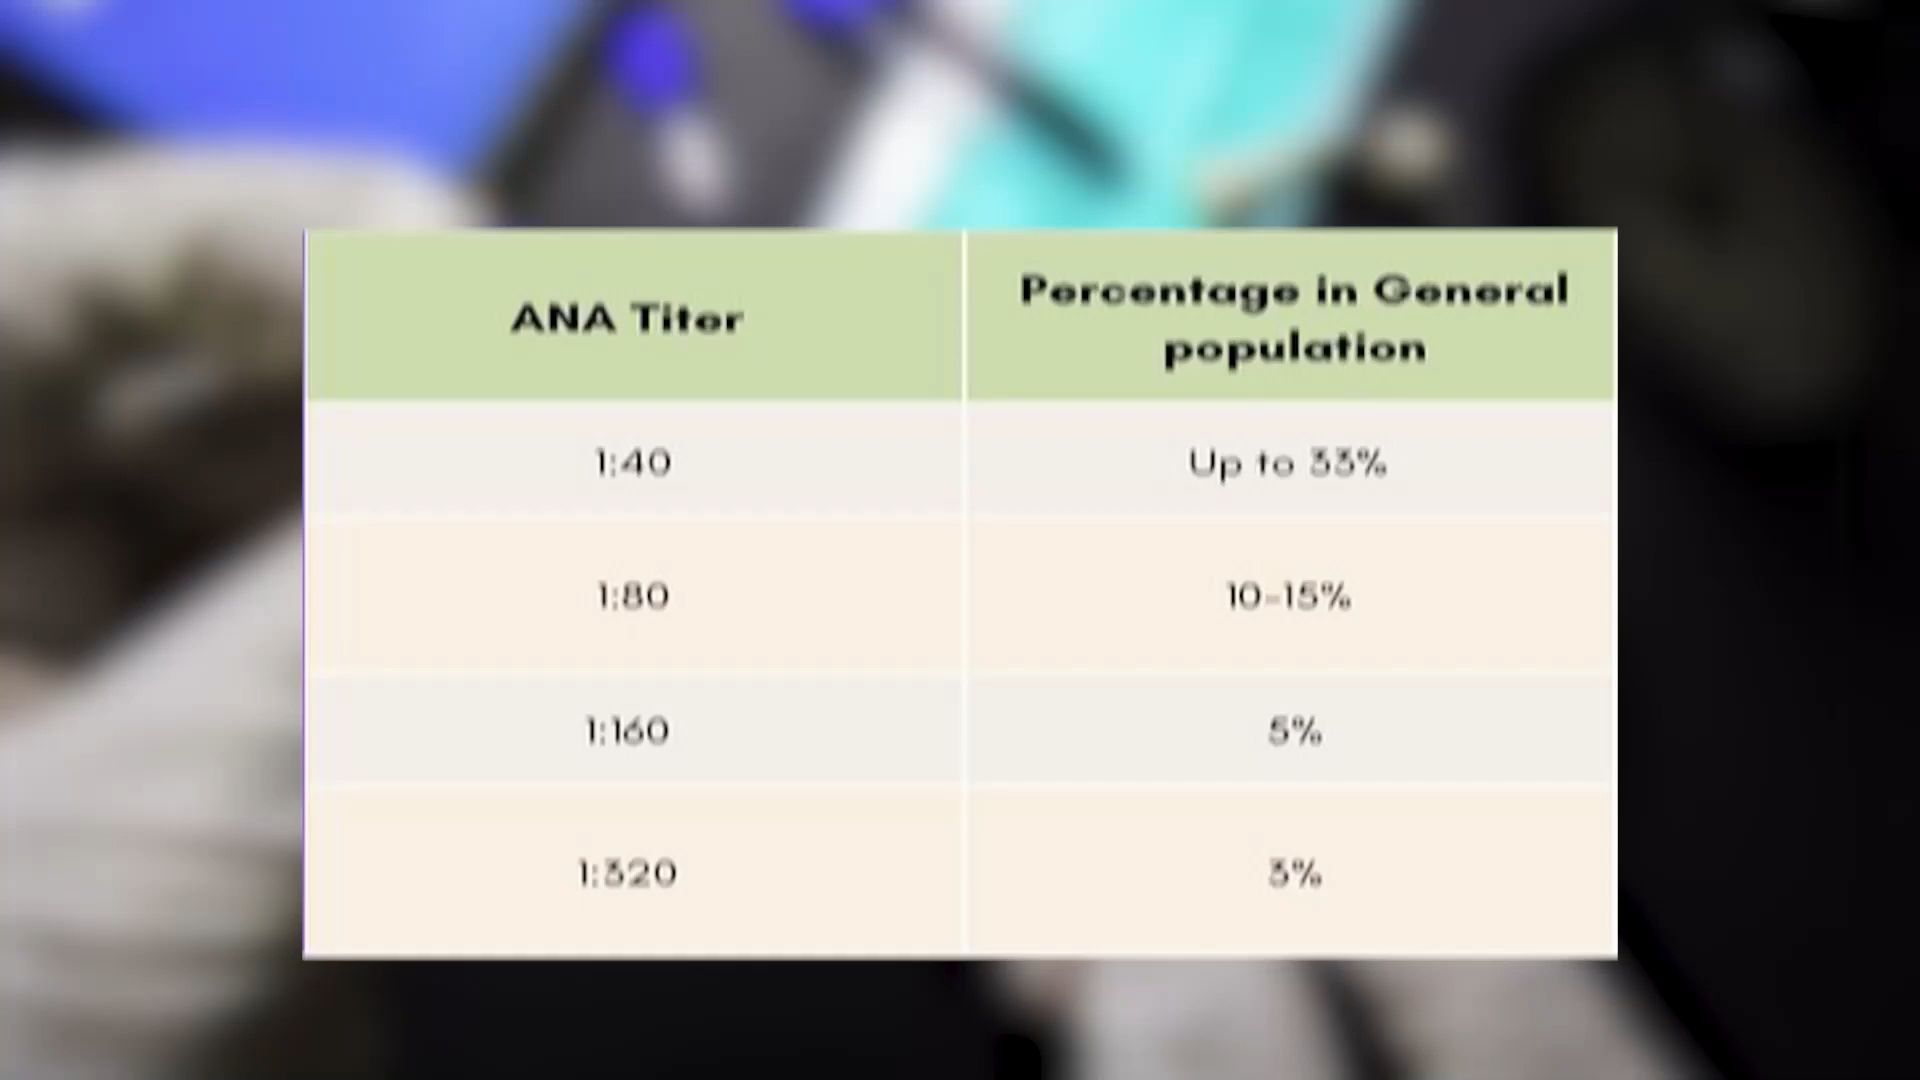 ANA Titer
Percentage in General
population
1:40
Up to 33%
1:80
10-15%
1:160
5%
1:320
3%